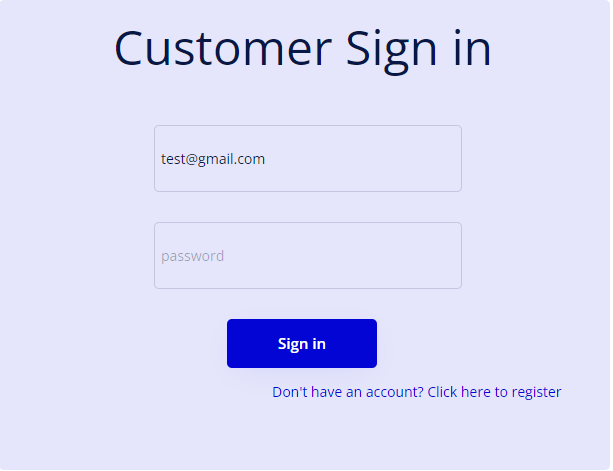 Customer Sign in
test@gmail.com
password
Sign in
Don't have an account? Click here to register